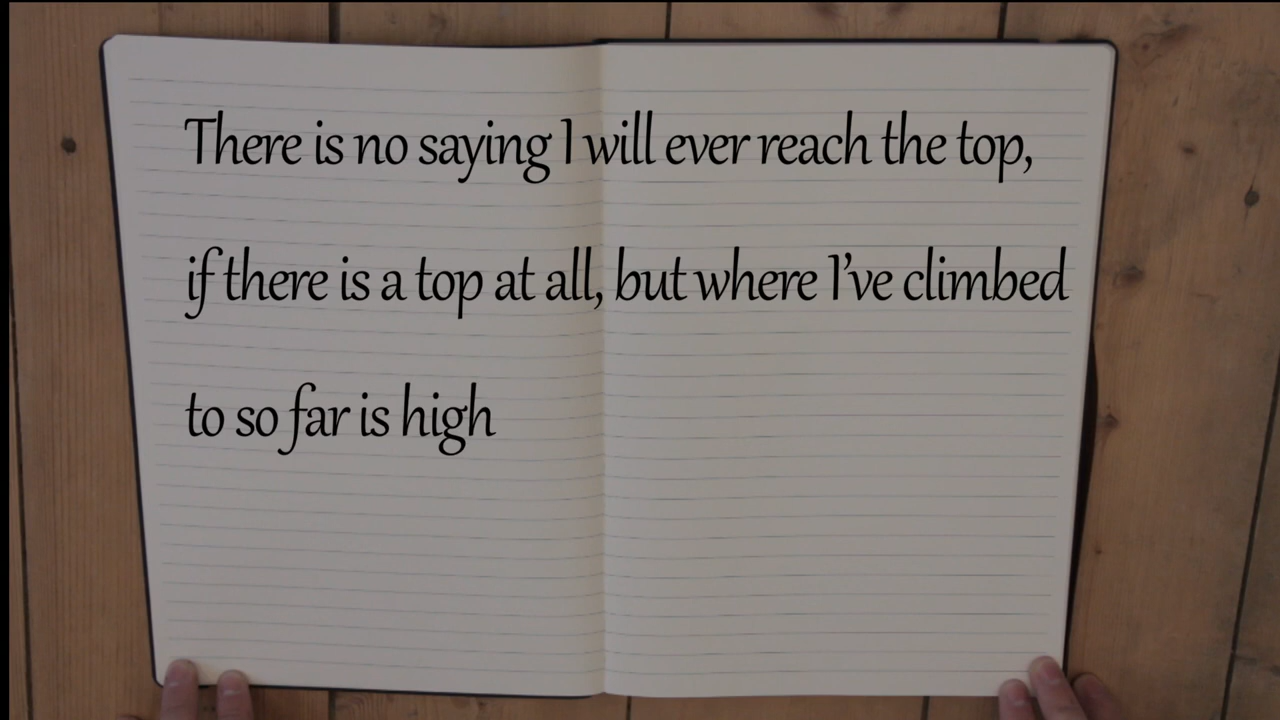 There is no saying I will ever reach the top,
if there is a top at all, but where I've climbed
to so far is high